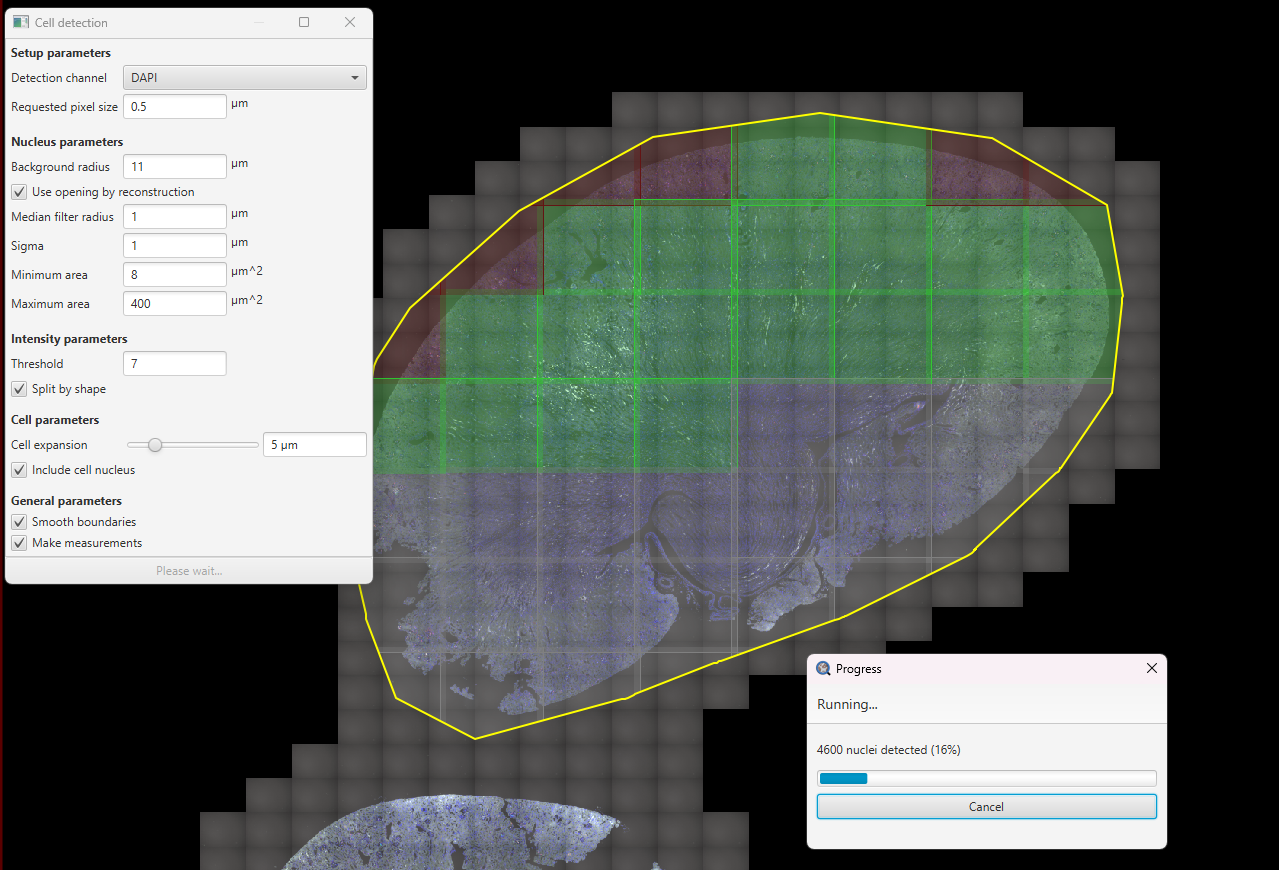 Cell detection
Setup parameters
Detection channel DAPI
Requested pixel size 0.5 µm
Nucleus parameters
Background radius 11 µm
Use opening by reconstruction
Median filter radius 1 µm
Sigma 1 µm
Minimum area 8 µm^2
Maximum area 400 µm^2
Intensity parameters
Threshold 7
Split by shape
Cell parameters
Cell expansion 5 µm
Include cell nucleus
General parameters
Smooth boundaries
Make measurements
Please wait...
Progress
Running...
4600 nuclei detected (16%)
Cancel